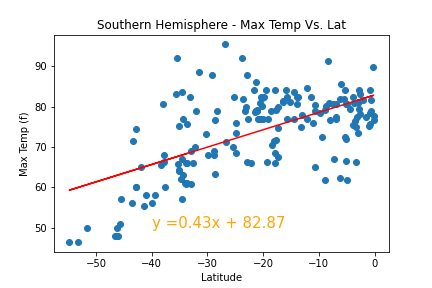 Southern Hemisphere - Max Temp Vs. Lat
Max Temp (f)
90
80
70
60
50
y =0.43x + 82.87
−50
−40
−30
−20
−10
0
Latitude